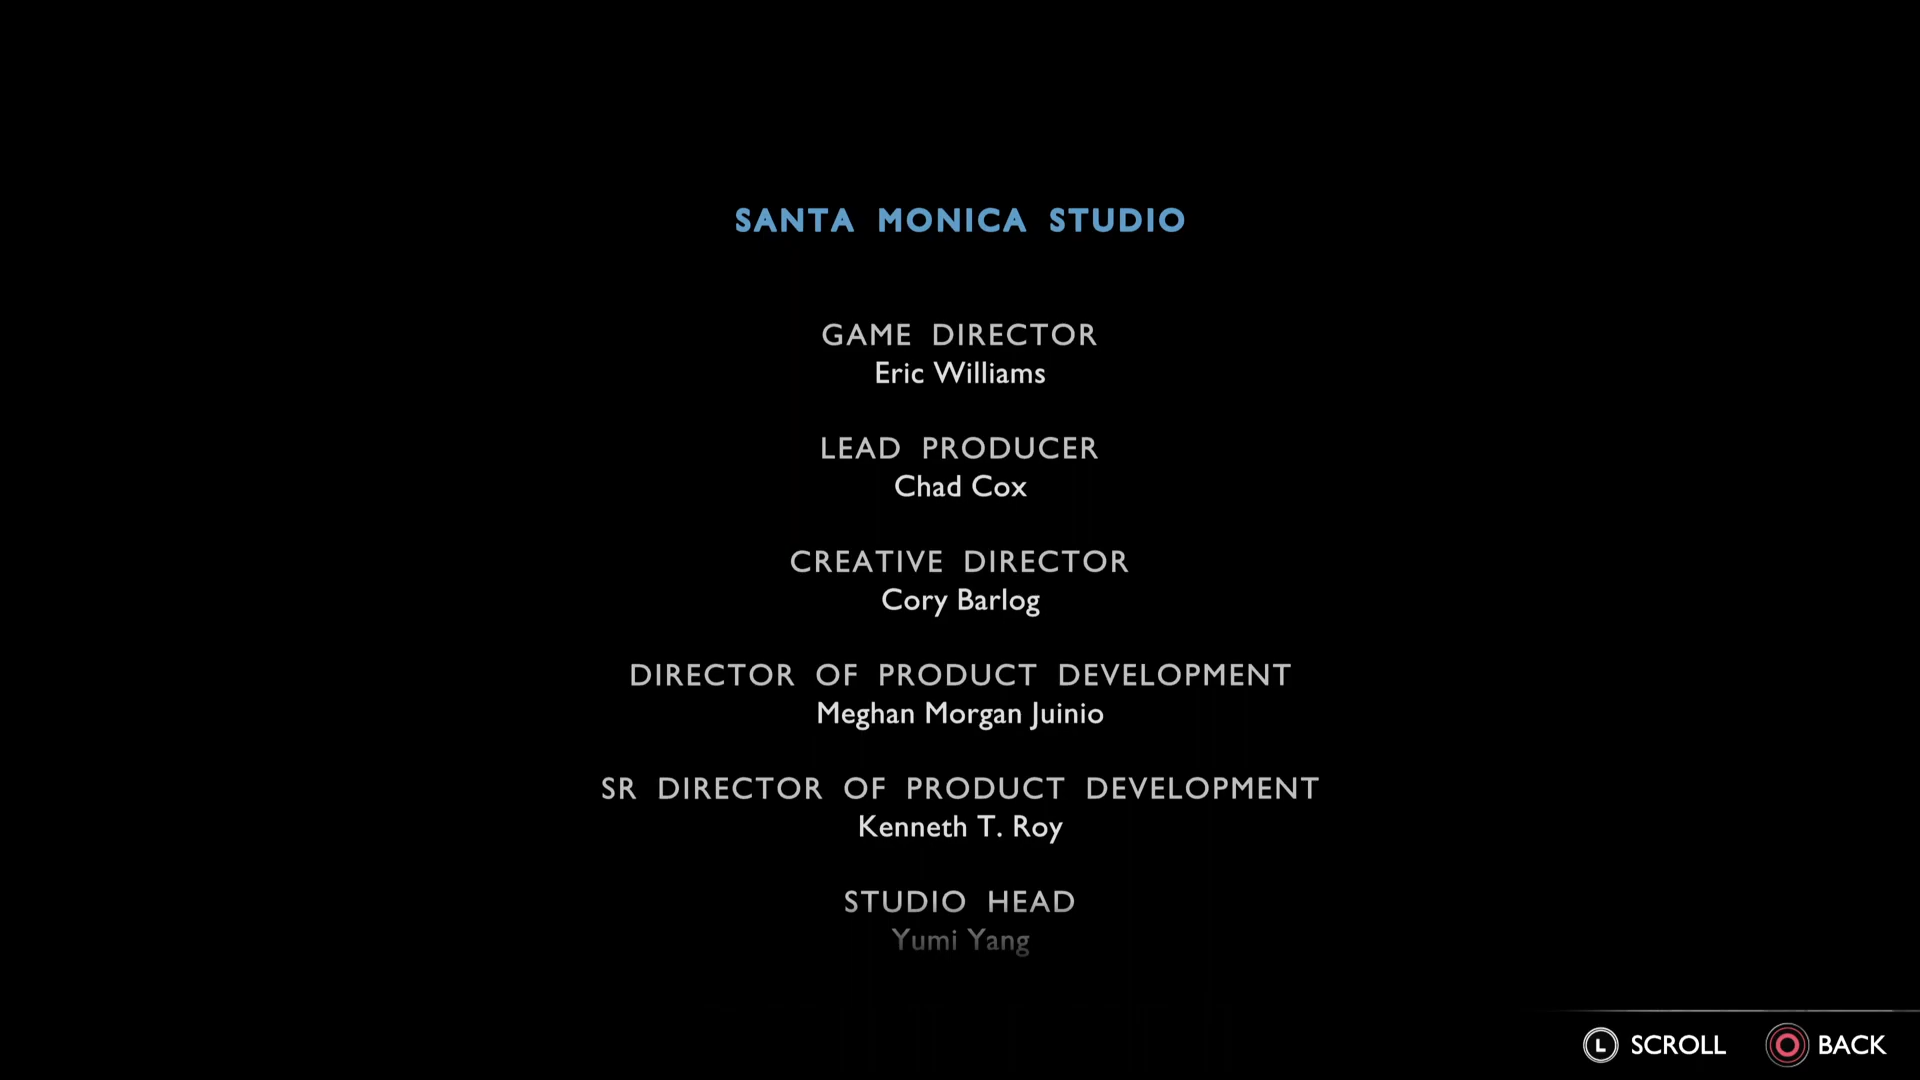 SANTA MONICA STUDIO
GAME DIRECTOR
Eric Williams
LEAD PRODUCER
Chad Cox
CREATIVE DIRECTOR
Cory Barlog
DIRECTOR OF PRODUCT DEVELOPMENT
Meghan Morgan Juinio
SR DIRECTOR OF PRODUCT DEVELOPMENT
Kenneth T. Roy
STUDIO HEAD
Yumi Yang
L SCROLL BACK